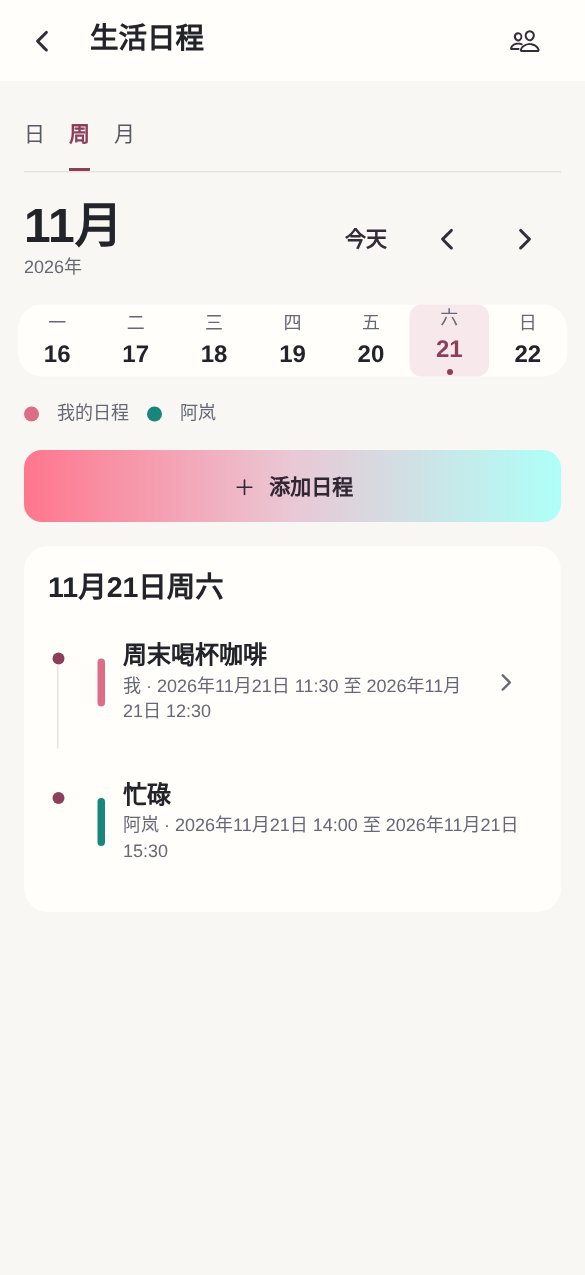 生活日程
日 周 月
11月
2026年
今天
一 二 三 四 五 六 日
16 17 18 19 20 21 22
我的日程 阿岚
+ 添加日程
11月21日周六
周末喝杯咖啡
我 · 2026年11月21日 11:30 至 2026年11月
21日 12:30
忙碌
阿岚 · 2026年11月21日 14:00 至 2026年11月21日
15:30